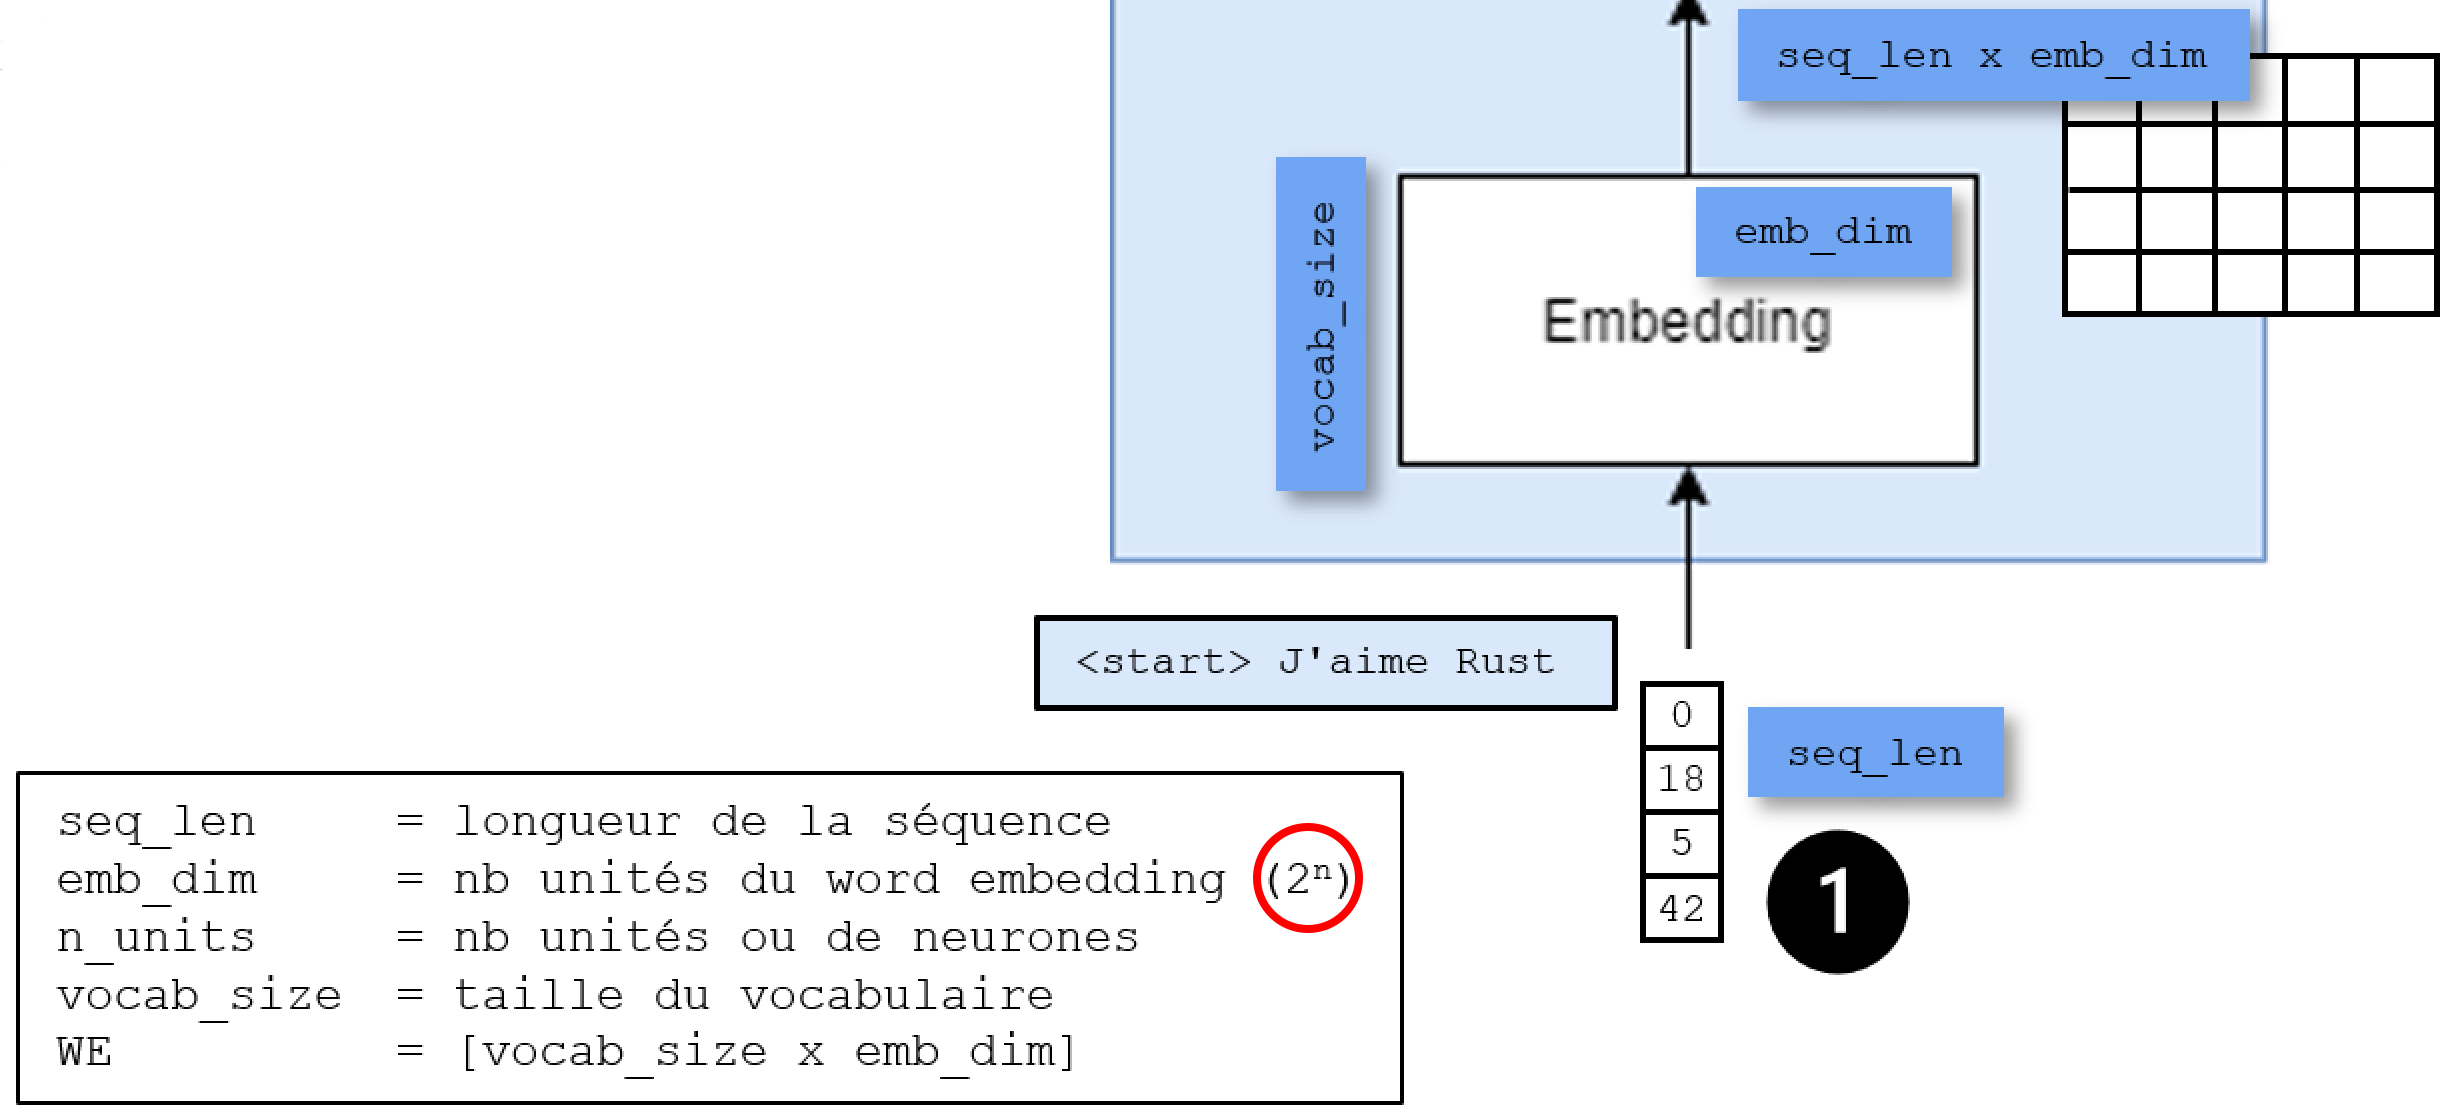 seq_len x emb_dim
vocab_size
emb_dim
Embedding
<start> J'aime Rust
0
18
5
42
seq_len
1
seq_len = longueur de la séquence
emb_dim = nb unités du word embedding (2ⁿ)
n_units = nb unités ou de neurones
vocab_size = taille du vocabulaire
WE = [vocab_size x emb_dim]